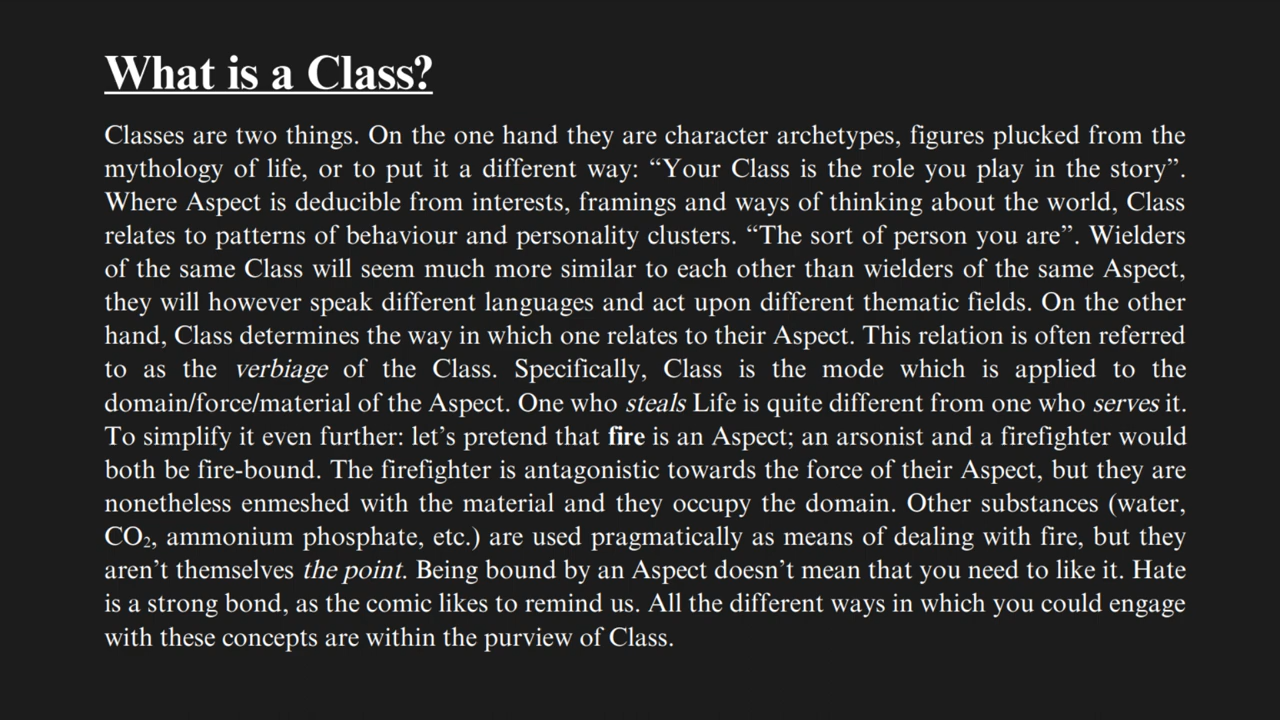 What is a Class?
Classes are two things. On the one hand they are character archetypes, figures plucked from the
mythology of life, or to put it a different way: “Your Class is the role you play in the story”.
Where Aspect is deducible from interests, framings and ways of thinking about the world, Class
relates to patterns of behaviour and personality clusters. “The sort of person you are”. Wielders
of the same Class will seem much more similar to each other than wielders of the same Aspect,
they will however speak different languages and act upon different thematic fields. On the other
hand, Class determines the way in which one relates to their Aspect. This relation is often referred
to as the verbiage of the Class. Specifically, Class is the mode which is applied to the
domain/force/material of the Aspect. One who steals Life is quite different from one who serves it.
To simplify it even further: let’s pretend that fire is an Aspect; an arsonist and a firefighter would
both be fire-bound. The firefighter is antagonistic towards the force of their Aspect, but they are
nonetheless enmeshed with the material and they occupy the domain. Other substances (water,
CO₂, ammonium phosphate, etc.) are used pragmatically as means of dealing with fire, but they
aren’t themselves the point. Being bound by an Aspect doesn’t mean that you need to like it. Hate
is a strong bond, as the comic likes to remind us. All the different ways in which you could engage
with these concepts are within the purview of Class.